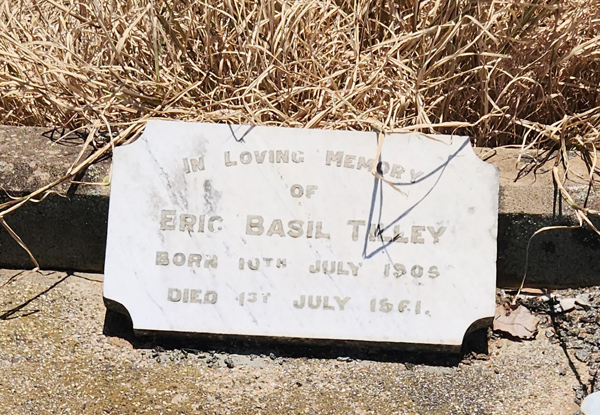 IN LOVING MEMORY
OF
ERIC BASIL TILLEY
BORN 10TH JULY 1905
DIED 1ST JULY 1961.